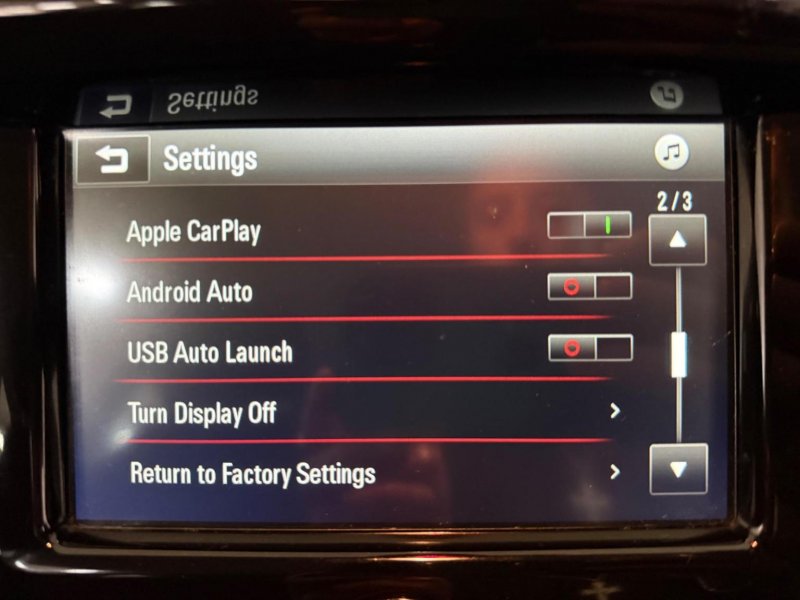 Settings
2/3
Apple CarPlay
Android Auto
USB Auto Launch
Turn Display Off
Return to Factory Settings